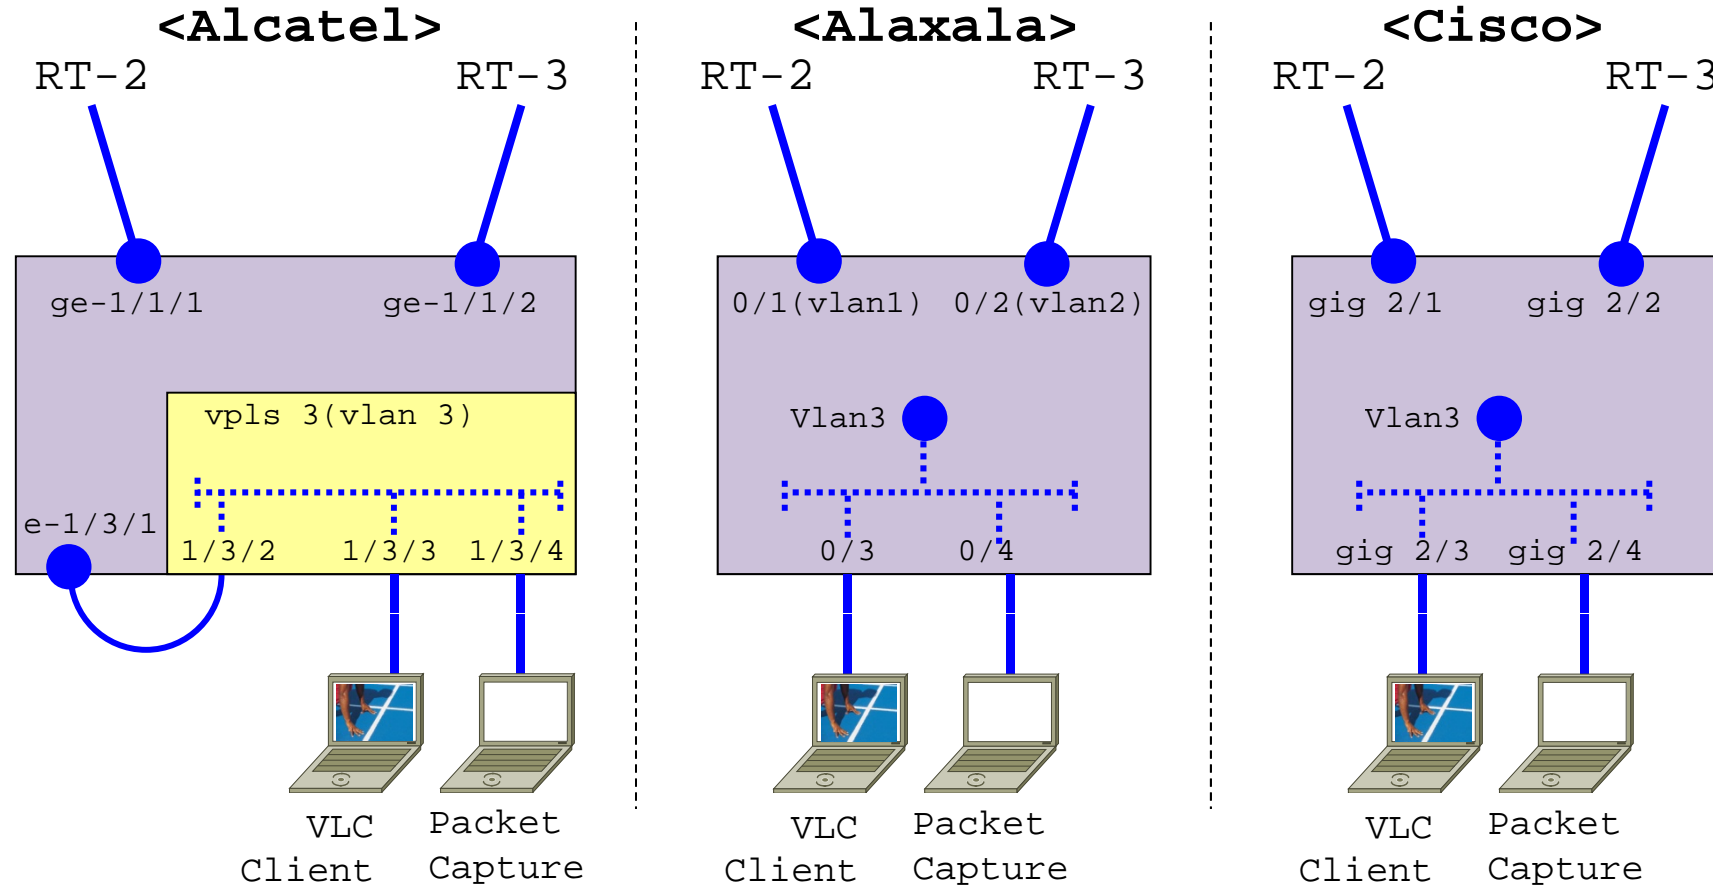 <Alcatel>
RT-2 RT-3
ge-1/1/1 ge-1/1/2
vpls 3(vlan 3)
e-1/3/1
1/3/2 1/3/3 1/3/4
VLC Client
Packet Capture
<Alaxala>
RT-2 RT-3
0/1(vlan1) 0/2(vlan2)
Vlan3
0/3 0/4
VLC Client
Packet Capture
<Cisco>
RT-2 RT-3
gig 2/1 gig 2/2
Vlan3
gig 2/3 gig 2/4
VLC Client
Packet Capture